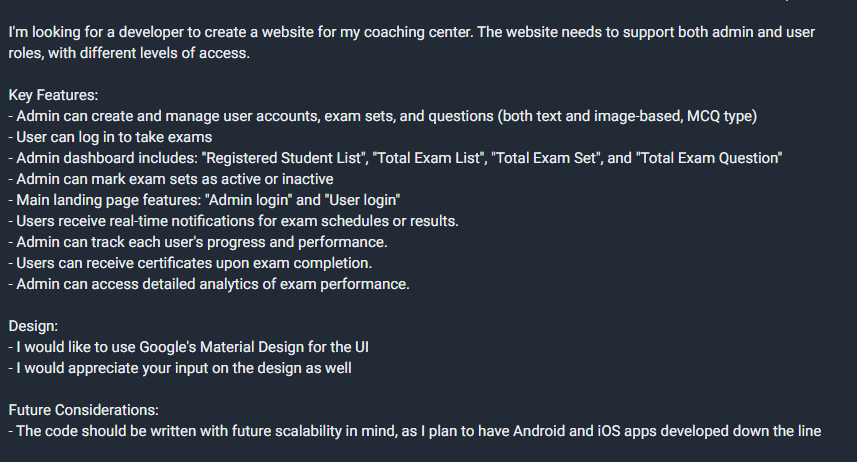 I'm looking for a developer to create a website for my coaching center. The website needs to support both admin and user
roles, with different levels of access.
Key Features:
- Admin can create and manage user accounts, exam sets, and questions (both text and image-based, MCQ type)
- User can log in to take exams
- Admin dashboard includes: "Registered Student List", "Total Exam List", "Total Exam Set", and "Total Exam Question"
- Admin can mark exam sets as active or inactive
- Main landing page features: "Admin login" and "User login"
- Users receive real-time notifications for exam schedules or results.
- Admin can track each user's progress and performance.
- Users can receive certificates upon exam completion.
- Admin can access detailed analytics of exam performance.
Design:
- I would like to use Google's Material Design for the UI
- I would appreciate your input on the design as well
Future Considerations:
- The code should be written with future scalability in mind, as I plan to have Android and iOS apps developed down the line